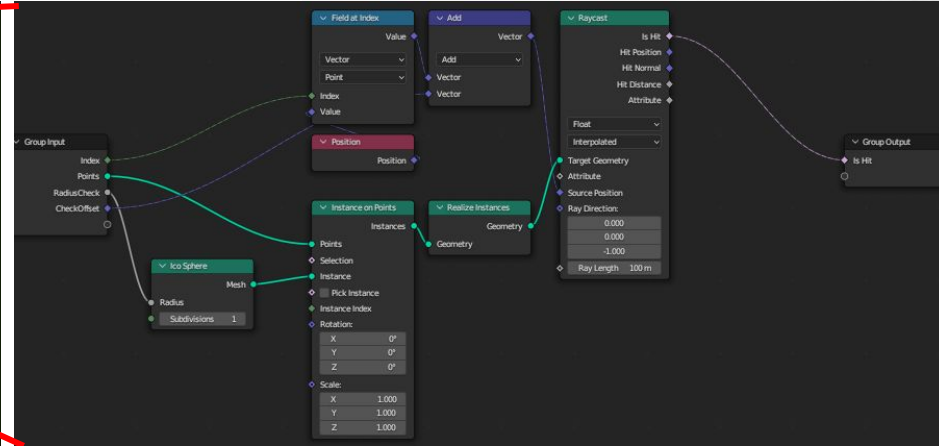 Group Input
Index
Points
RadiusCheck
CheckOffset
Ico Sphere
Mesh
Radius
Subdivisions 1
Field at Index
Value
Vector
Point
Index
Value
Position
Position
Instance on Points
Instances
Points
Selection
Instance
Pick Instance
Instance Index
Rotation:
X 0°
Y 0°
Z 0°
Scale:
X 1.000
Y 1.000
Z 1.000
Add
Vector
Add
Vector
Vector
Realize Instances
Geometry
Geometry
Raycast
Is Hit
Hit Position
Hit Normal
Hit Distance
Attribute
Float
Interpolated
Target Geometry
Attribute
Source Position
Ray Direction:
0.000
0.000
-1.000
Ray Length 100 m
Group Output
Is Hit